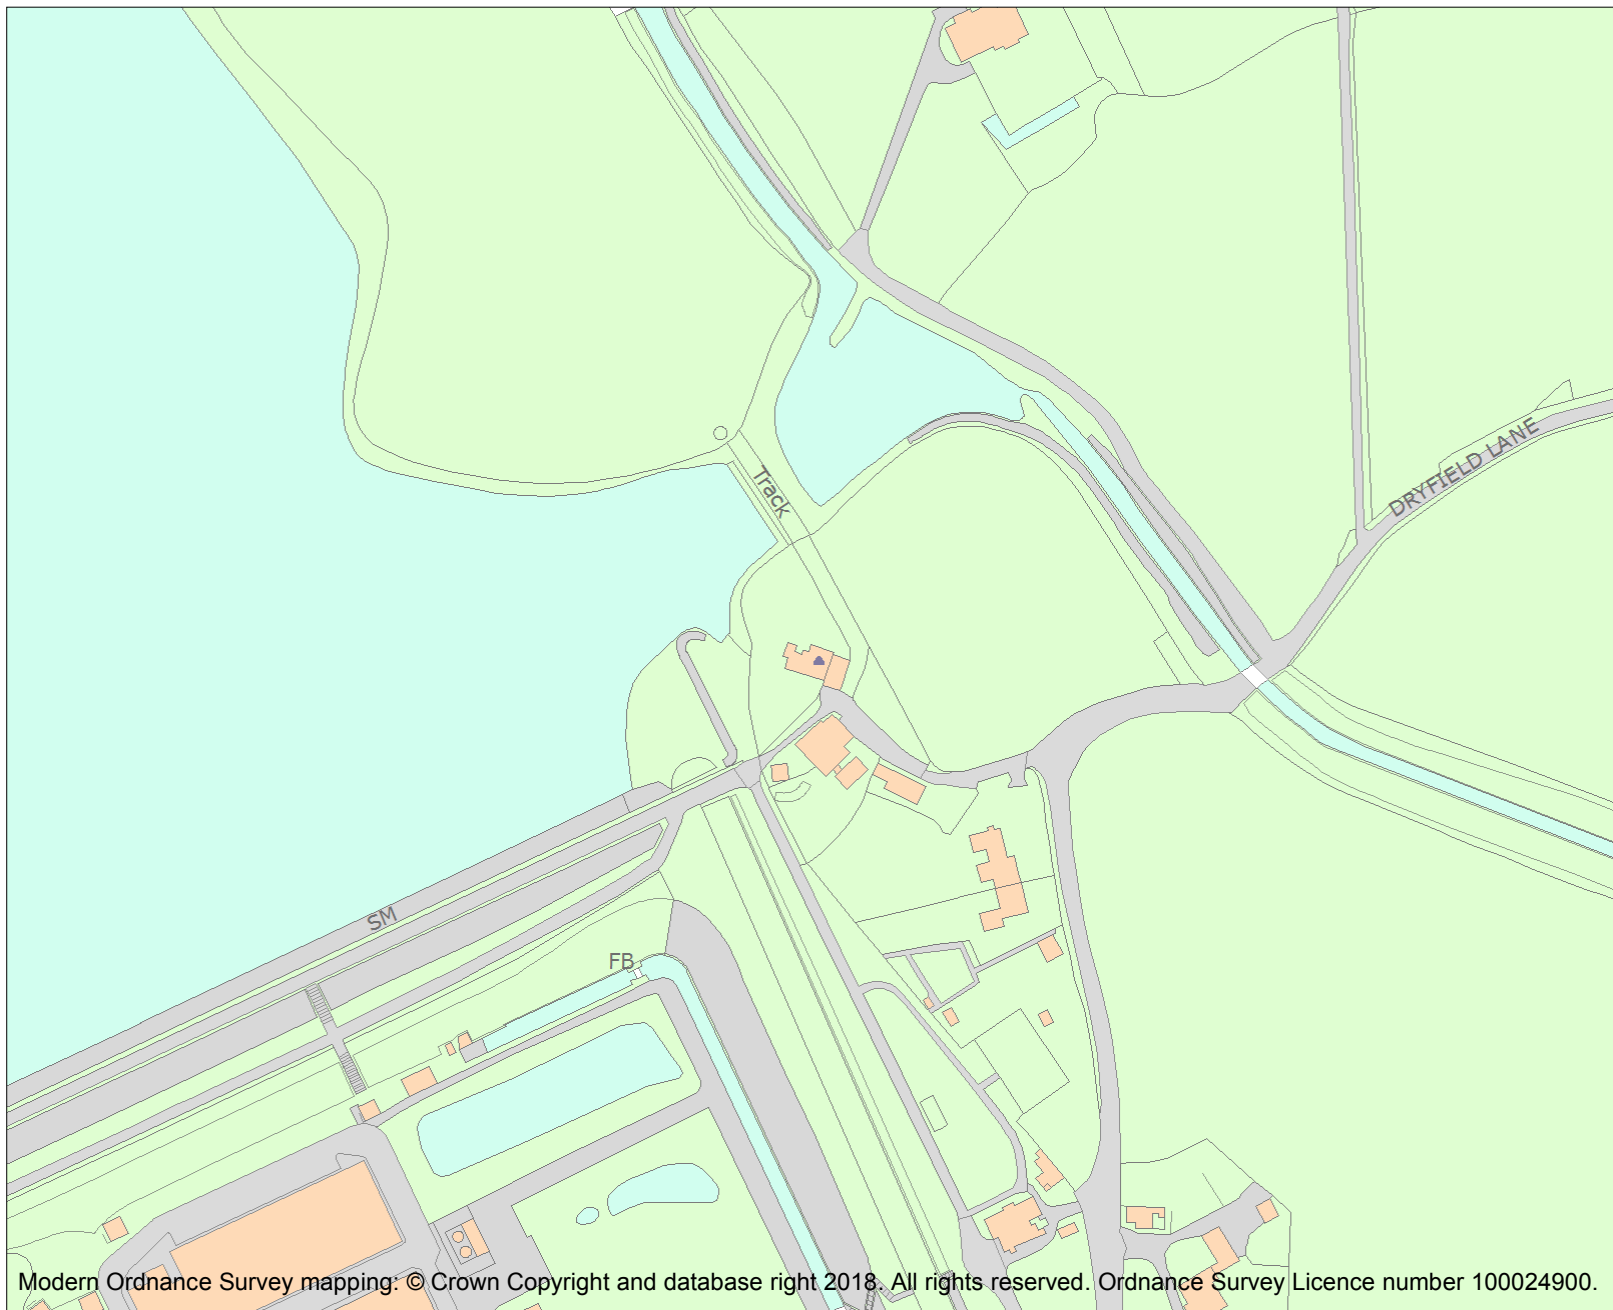 DRYFIELD LANE
Track
SM
FB
Modern Ordnance Survey mapping: © Crown Copyright and database right 2018. All rights reserved. Ordnance Survey Licence number 100024900.